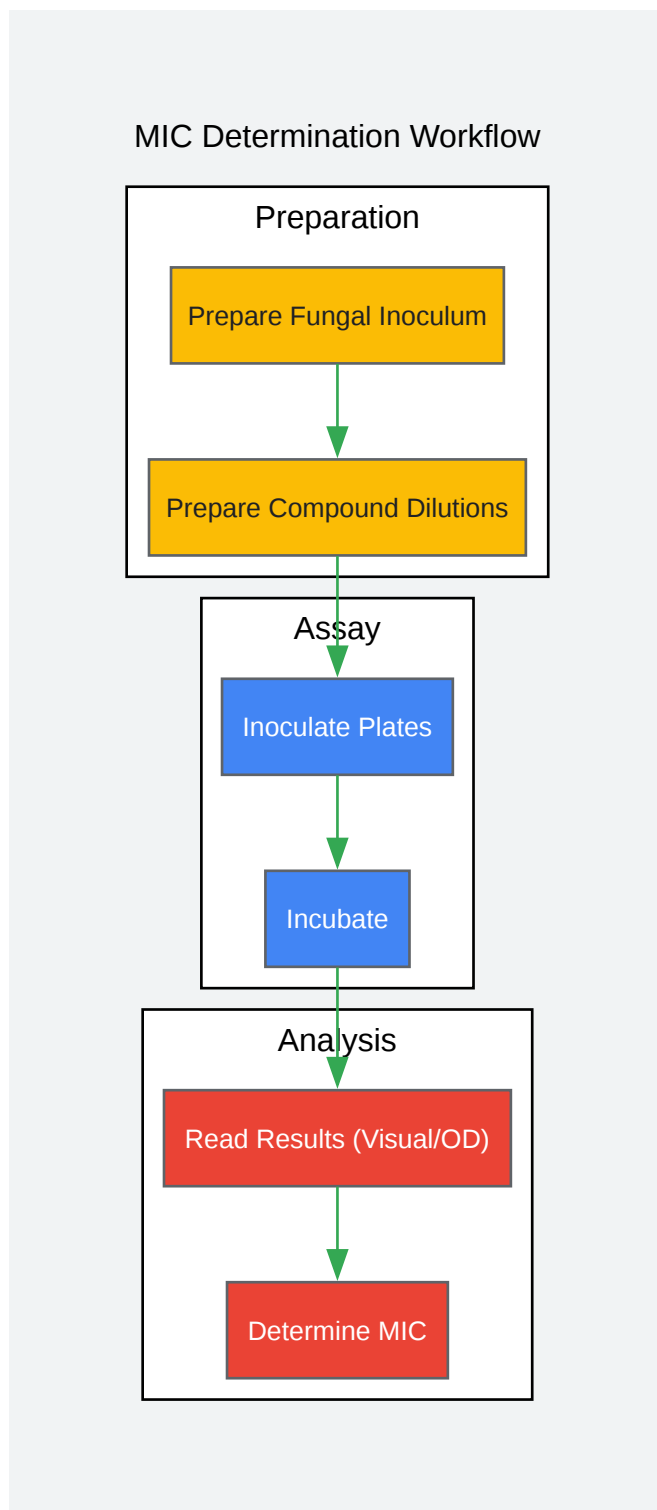 MIC Determination Workflow
Preparation
Prepare Fungal Inoculum
Prepare Compound Dilutions
Assay
Inoculate Plates
Incubate
Analysis
Read Results (Visual/OD)
Determine MIC